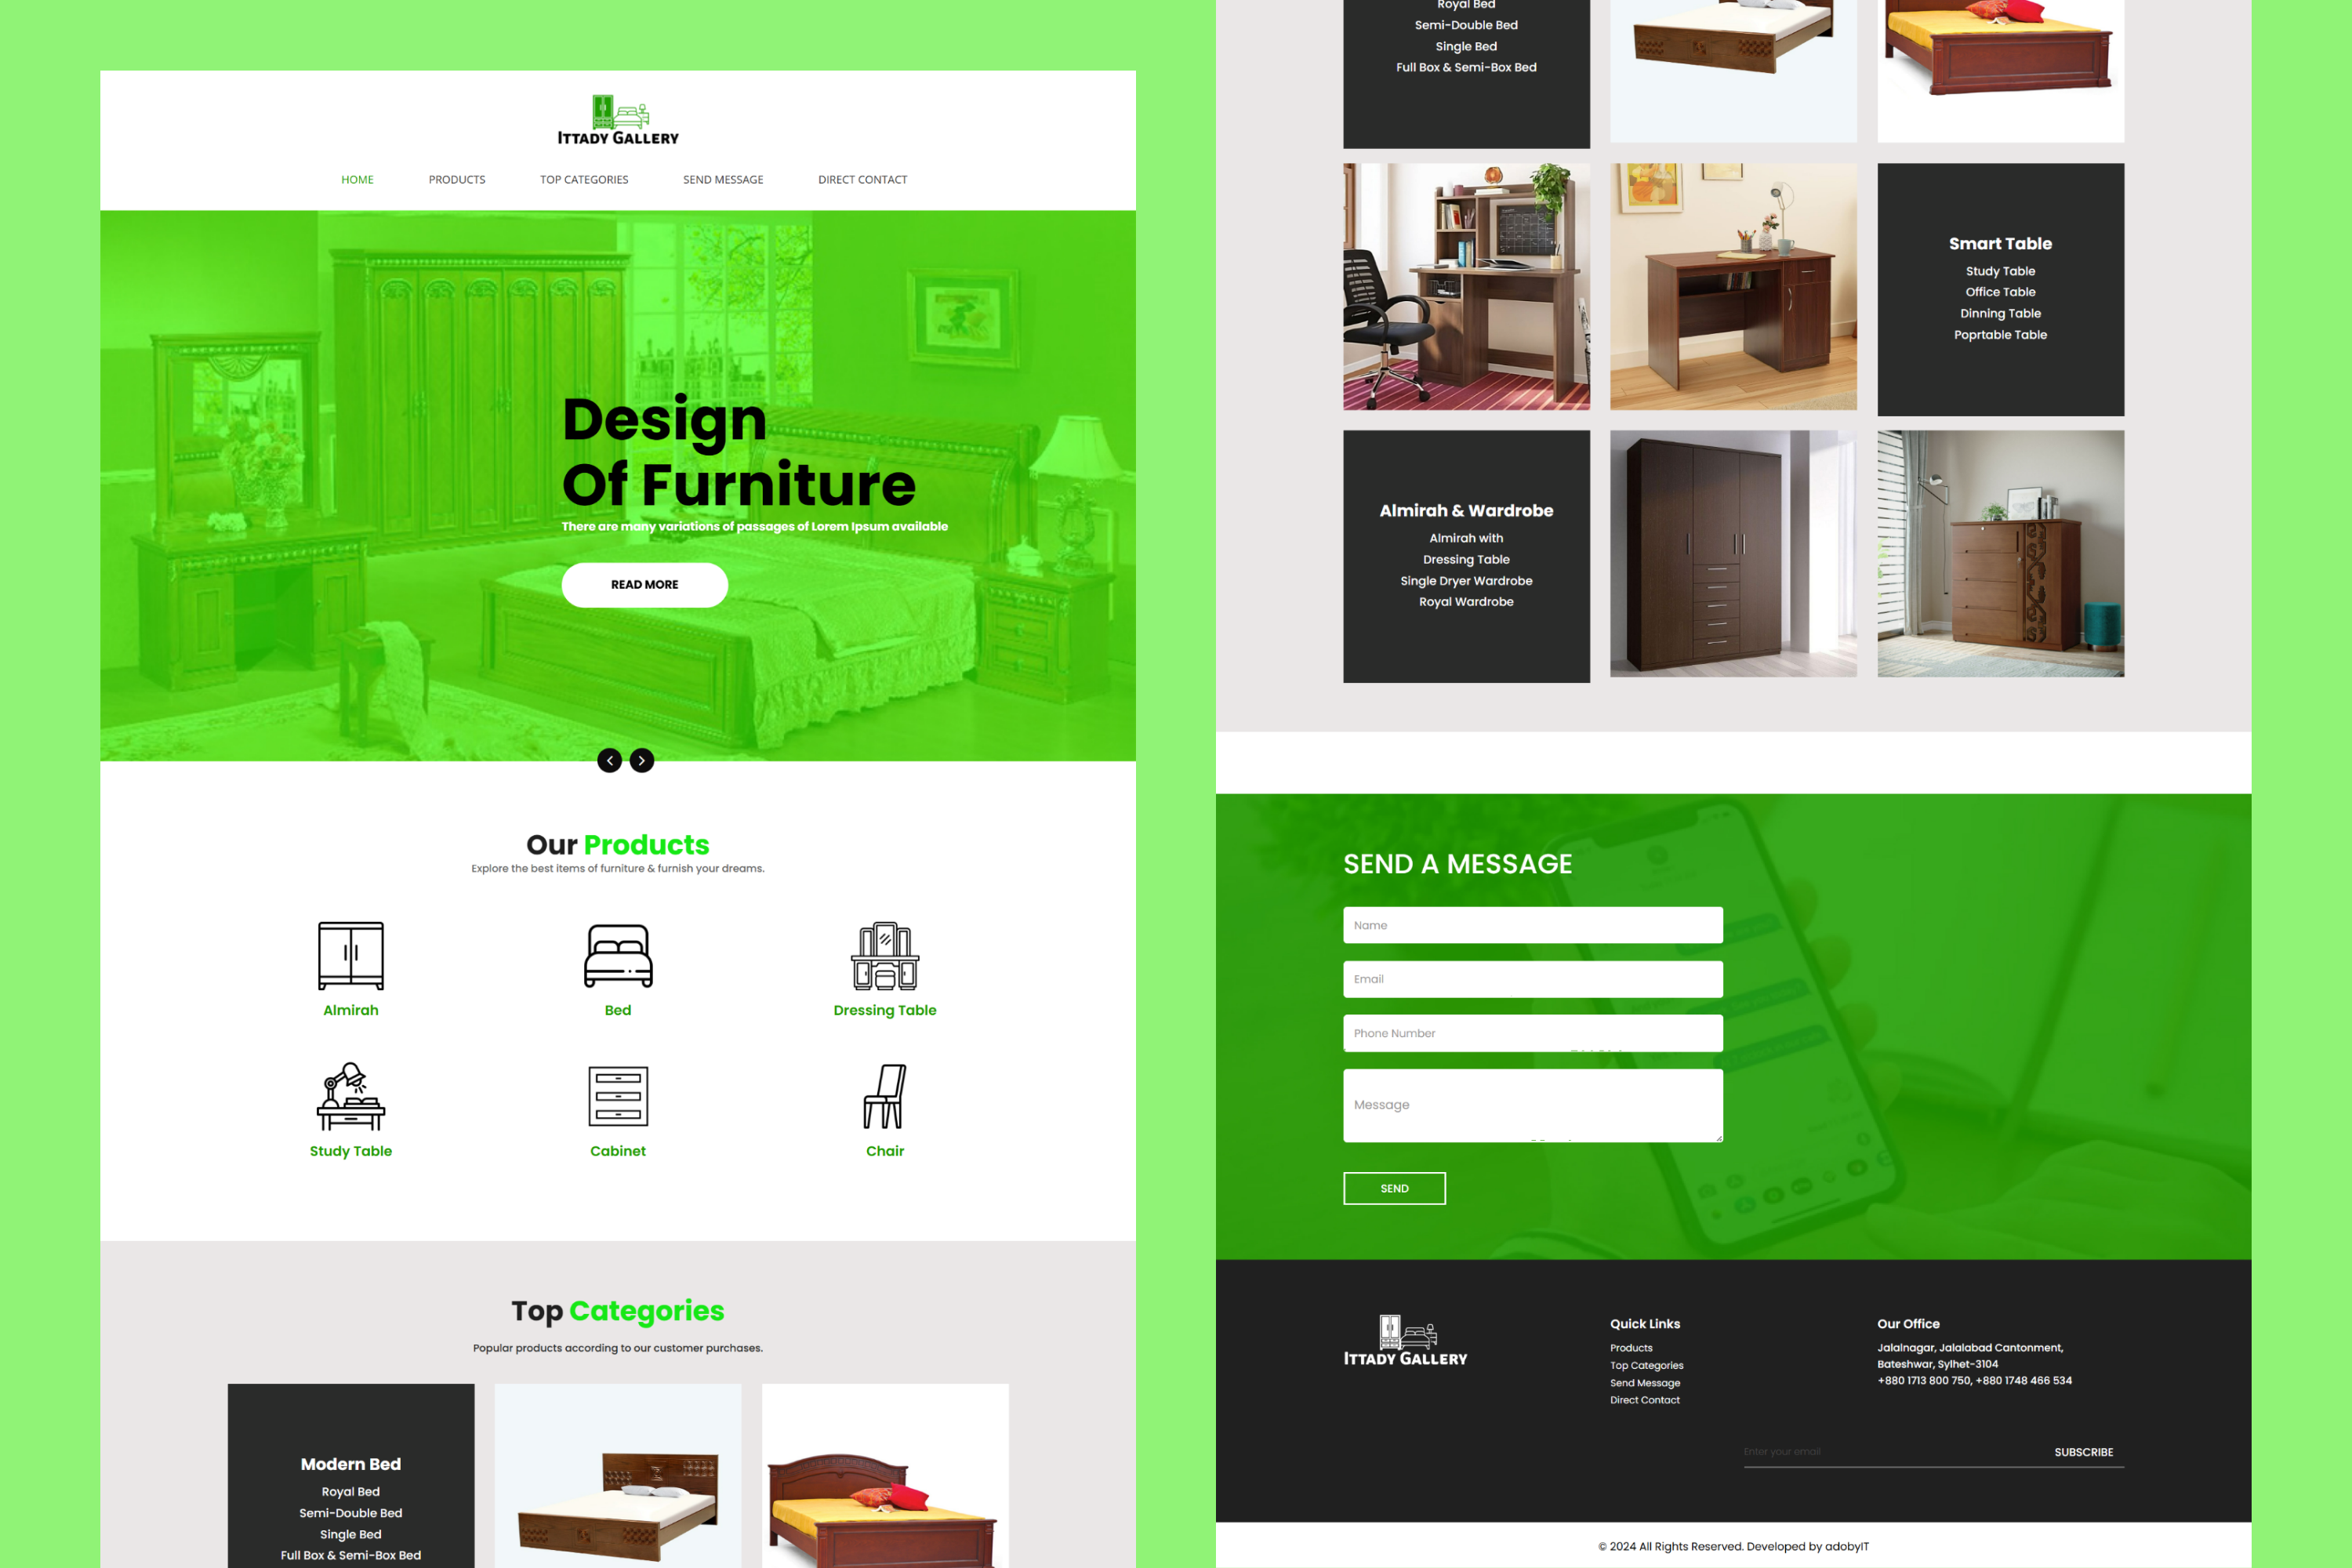 ITTADY GALLERY
HOME PRODUCTS TOP CATEGORIES SEND MESSAGE DIRECT CONTACT
Design
Of Furniture
There are many variations of passages of Lorem Ipsum available
READ MORE
Our Products
Explore the best items of furniture & furnish your dreams.
Almirah Bed Dressing Table
Study Table Cabinet Chair
Top Categories
Popular products according to our customer purchases.
Modern Bed
Royal Bed
Semi-Double Bed
Single Bed
Full Box & Semi-Box Bed
Royal Bed
Semi-Double Bed
Single Bed
Full Box & Semi-Box Bed
Smart Table
Study Table
Office Table
Dinning Table
Poprtable Table
Almirah & Wardrobe
Almirah with
Dressing Table
Single Dryer Wardrobe
Royal Wardrobe
SEND A MESSAGE
Name
Email
Phone Number
Message
SEND
ITTADY GALLERY
Quick Links
Products
Top Categories
Send Message
Direct Contact
Our Office
Jalalnagar, Jalalabad Cantonment,
Bateshwar, Sylhet-3104
+880 1713 800 750, +880 1748 466 534
Enter your email SUBSCRIBE
© 2024 All Rights Reserved. Developed by adobyIT